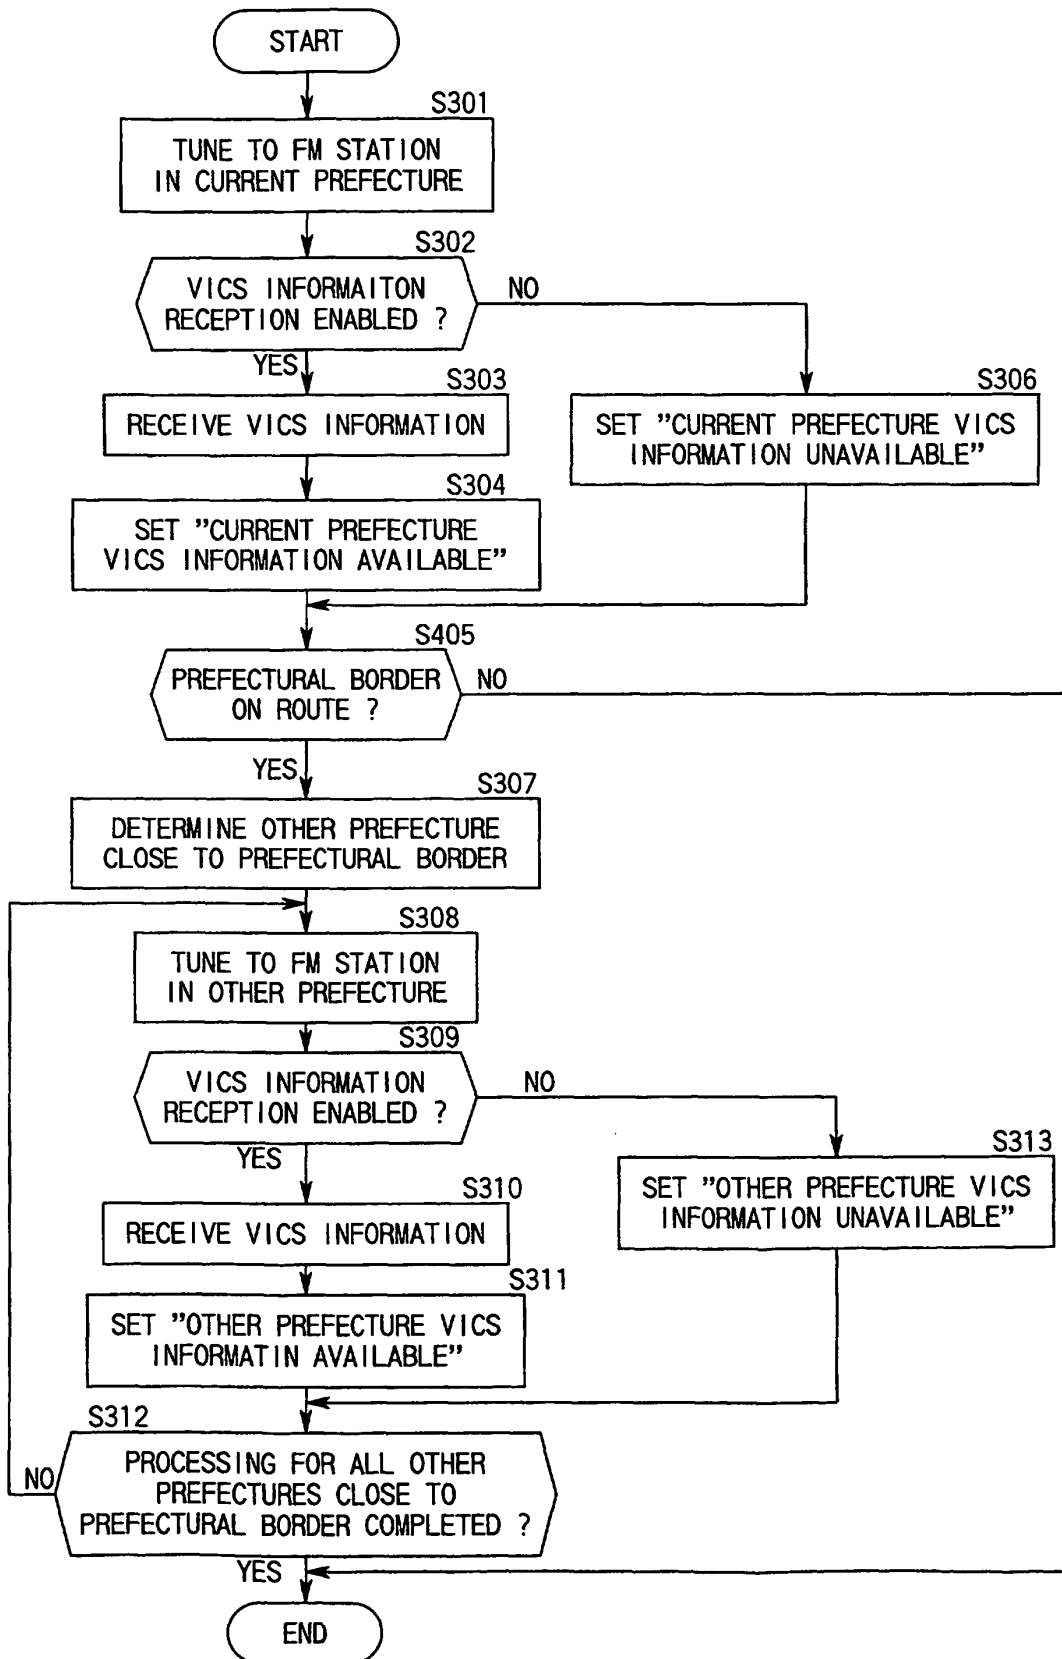 START
S301
TUNE TO FM STATION
IN CURRENT PREFECTURE
S302
VICS INFORMAITON
RECEPTION ENABLED ?
NO
YES
S303
RECEIVE VICS INFORMATION
S306
SET "CURRENT PREFECTURE VICS
INFORMATION UNAVAILABLE"
S304
SET "CURRENT PREFECTURE
VICS INFORMATION AVAILABLE"
S405
PREFECTURAL BORDER
ON ROUTE ?
NO
YES
S307
DETERMINE OTHER PREFECTURE
CLOSE TO PREFECTURAL BORDER
S308
TUNE TO FM STATION
IN OTHER PREFECTURE
S309
VICS INFORMATION
RECEPTION ENABLED ?
NO
YES
S310
RECEIVE VICS INFORMATION
S313
SET "OTHER PREFECTURE VICS
INFORMATION UNAVAILABLE"
S311
SET "OTHER PREFECTURE VICS
INFORMATIN AVAILABLE"
S312
PROCESSING FOR ALL OTHER
PREFECTURES CLOSE TO
PREFECTURAL BORDER COMPLETED ?
NO
YES
END